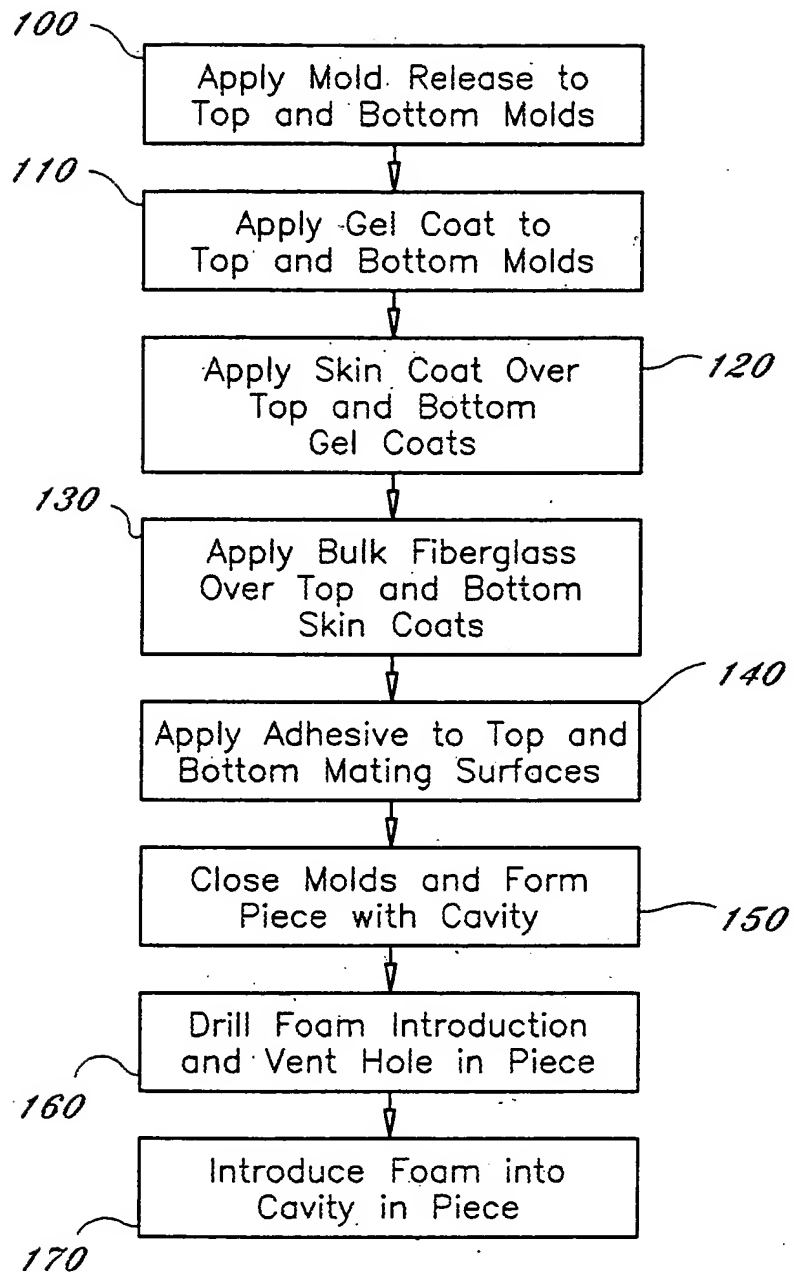 100
Apply Mold Release to
Top and Bottom Molds
110
Apply Gel Coat to
Top and Bottom Molds
120
Apply Skin Coat Over
Top and Bottom
Gel Coats
130
Apply Bulk Fiberglass
Over Top and Bottom
Skin Coats
140
Apply Adhesive to Top and
Bottom Mating Surfaces
Close Molds and Form
Piece with Cavity
150
Drill Foam Introduction
and Vent Hole in Piece
160
Introduce Foam into
Cavity in Piece
170